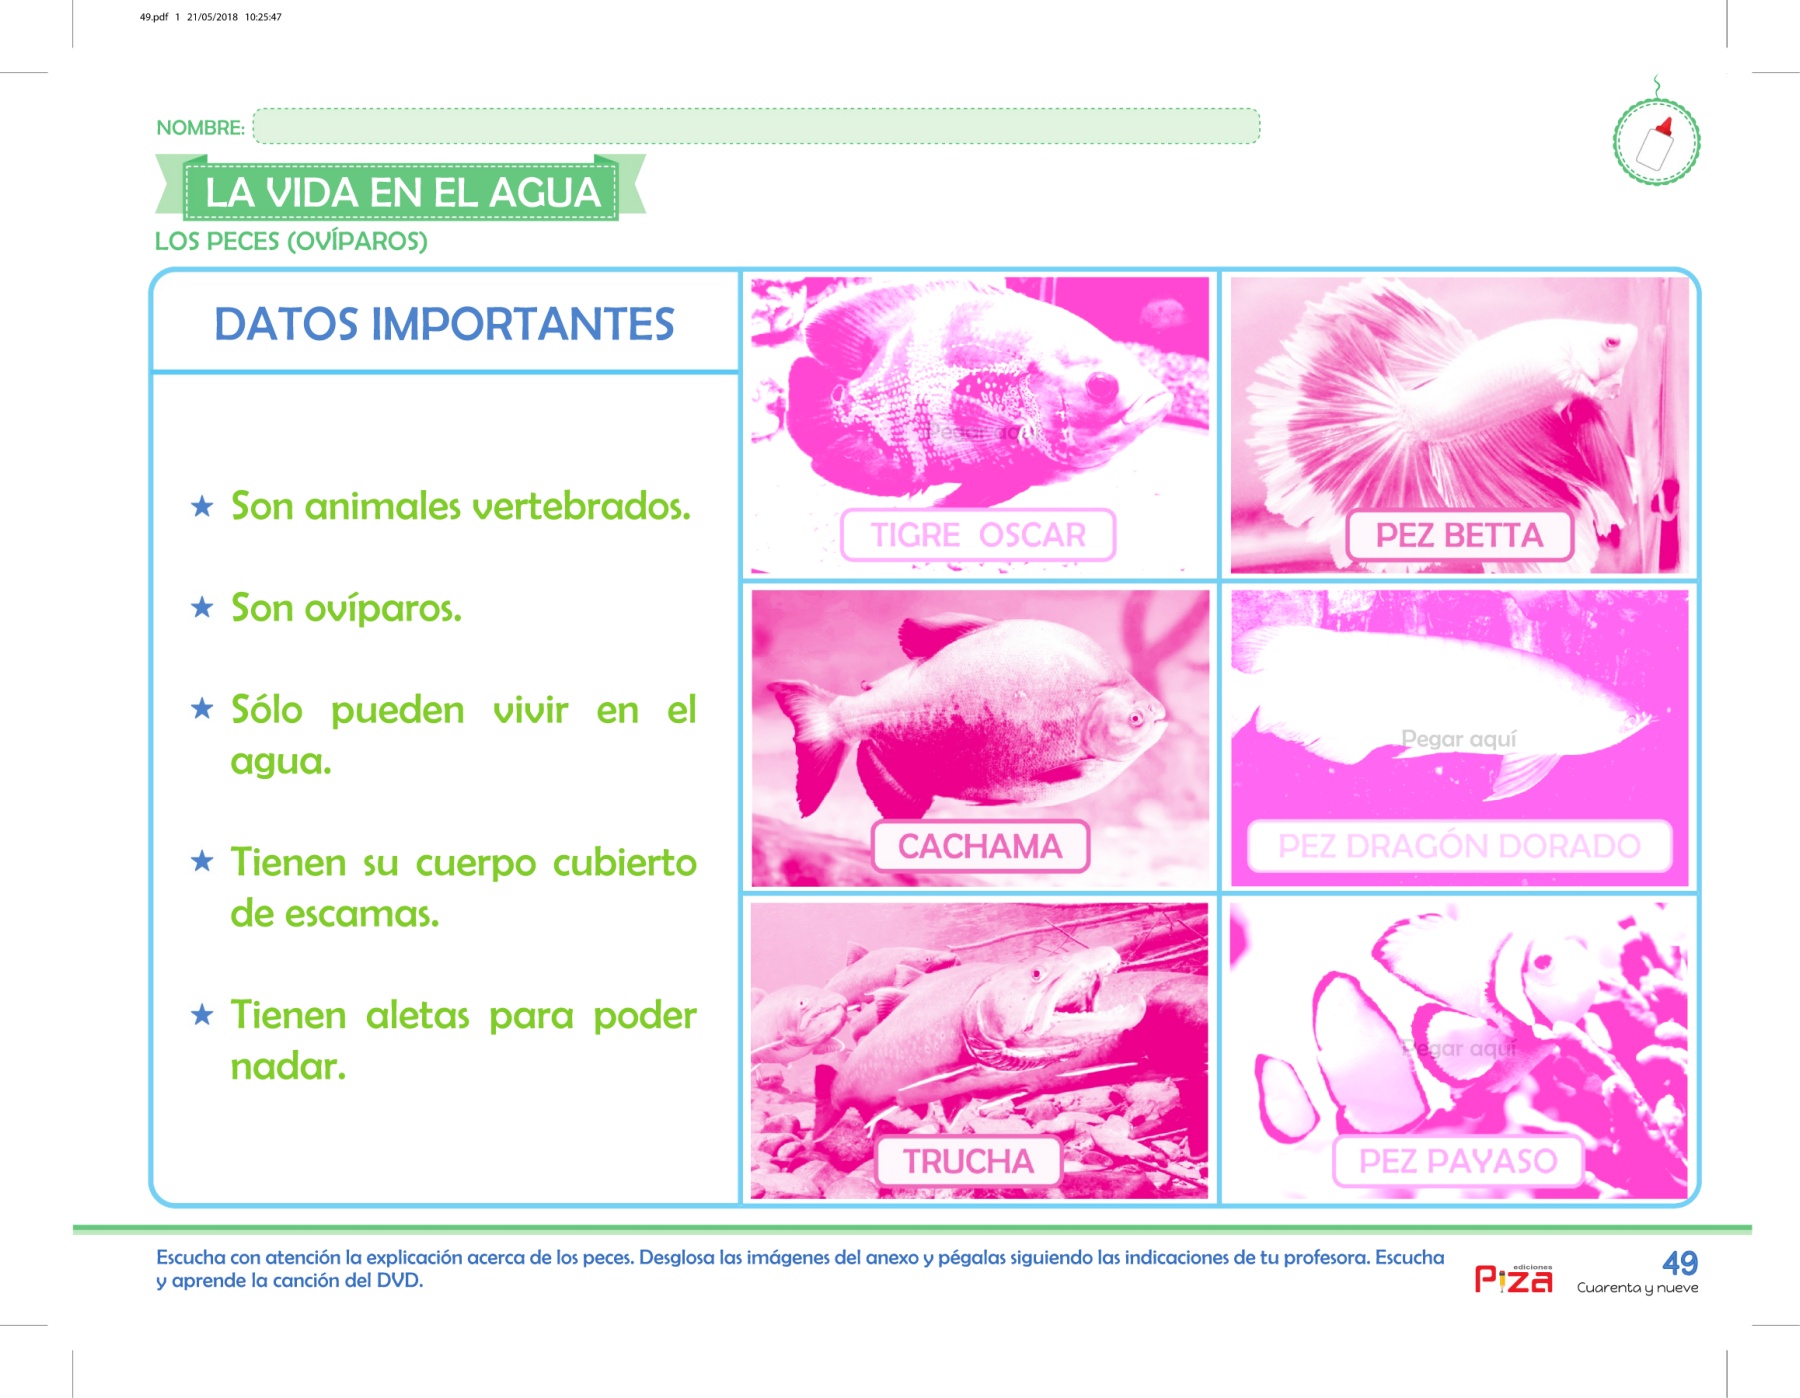 49.pdf 1 21/05/2018 10:25:47
NOMBRE:
LA VIDA EN EL AGUA
LOS PECES (OVÍPAROS)
DATOS IMPORTANTES
★ Son animales vertebrados.
★ Son ovíparos.
★ Sólo pueden vivir en el
agua.
★ Tienen su cuerpo cubierto
de escamas.
★ Tienen aletas para poder
nadar.
Pegar aquí
TIGRE OSCAR
PEZ BETTA
CACHAMA
Pegar aquí
PEZ DRAGÓN DORADO
TRUCHA
Pegar aquí
PEZ PAYASO
Escucha con atención la explicación acerca de los peces. Desglosa las imágenes del anexo y pégalas siguiendo las indicaciones de tu profesora. Escucha
y aprende la canción del DVD.
ediciones
Piza
49
Cuarenta y nueve